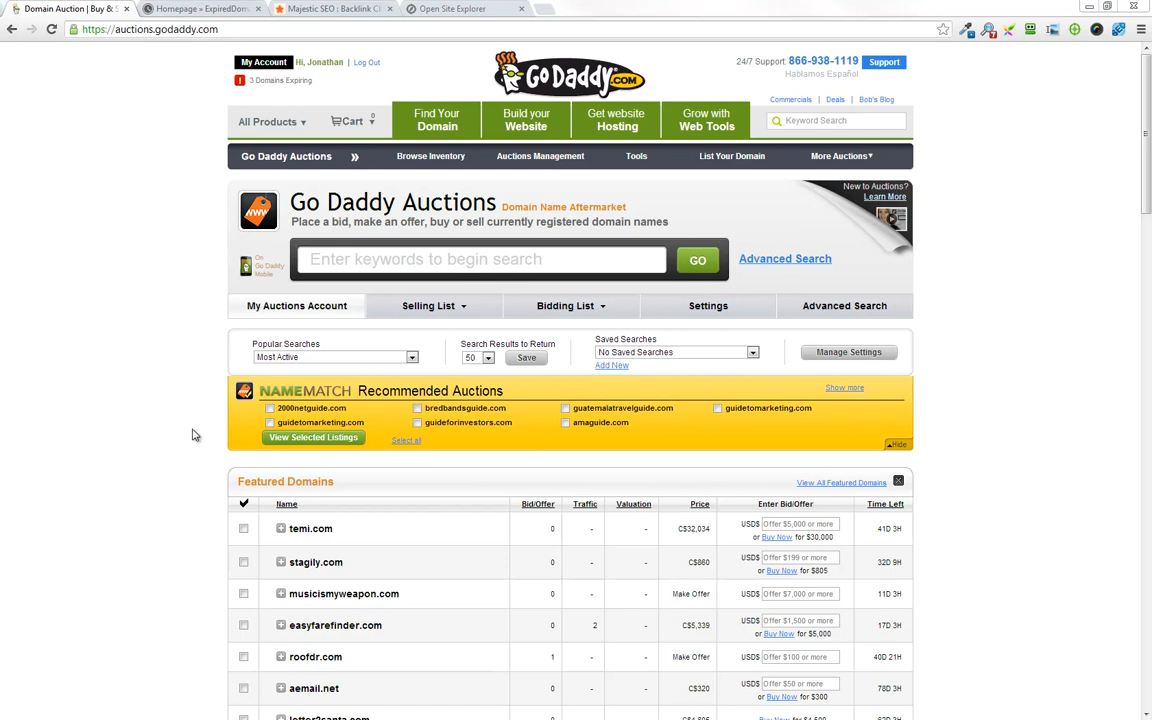 Domain Auction | Buy & S
Homepage » ExpiredDom
Majestic SEO : Backlink C
Open Site Explorer
https://auctions.godaddy.com
My Account Hi, Jonathan | Log Out
3 Domains Expiring
GO DADDY.COM
24/7 Support 866-938-1119 Support
Hablamos Español
Commercials | Deals | Bob's Blog
All Products
Cart 0
Find Your Domain
Build your Website
Get website Hosting
Grow with Web Tools
Keyword Search
Go Daddy Auctions » Browse Inventory Auctions Management Tools List Your Domain More Auctions
New to Auctions?
Learn More
WWW
Go Daddy Auctions Domain Name Aftermarket
Place a bid, make an offer, buy or sell currently registered domain names
On Go Daddy Mobile
Enter keywords to begin search GO Advanced Search
My Auctions Account Selling List Bidding List Settings Advanced Search
Popular Searches
Most Active
Search Results to Return
50 Save
Saved Searches
No Saved Searches
Add New
Manage Settings
NAMEMATCH Recommended Auctions Show more
2000netguide.com bredbandsguide.com guatemalatravelguide.com guidetomarketing.com
guidetomarketing.com guideforinvestors.com amaguide.com
View Selected Listings Select all Hide
Featured Domains View All Featured Domains
Name Bid/Offer Traffic Valuation Price Enter Bid/Offer Time Left
temi.com 0 - - C$32,034 USD$ Offer $5,000 or more or Buy Now for $30,000 41D 3H
stagily.com 0 - - C$860 USD$ Offer $199 or more or Buy Now for $805 32D 9H
musicismyweapon.com 0 - - Make Offer USD$ Offer $7,000 or more 11D 3H
easyfarefinder.com 0 2 - C$5,339 USD$ Offer $1,500 or more or Buy Now for $5,000 17D 3H
roofdr.com 1 - - Make Offer USD$ Offer $100 or more 40D 21H
aemail.net 0 - - C$320 USD$ Offer $50 or more or Buy Now for $300 78D 3H